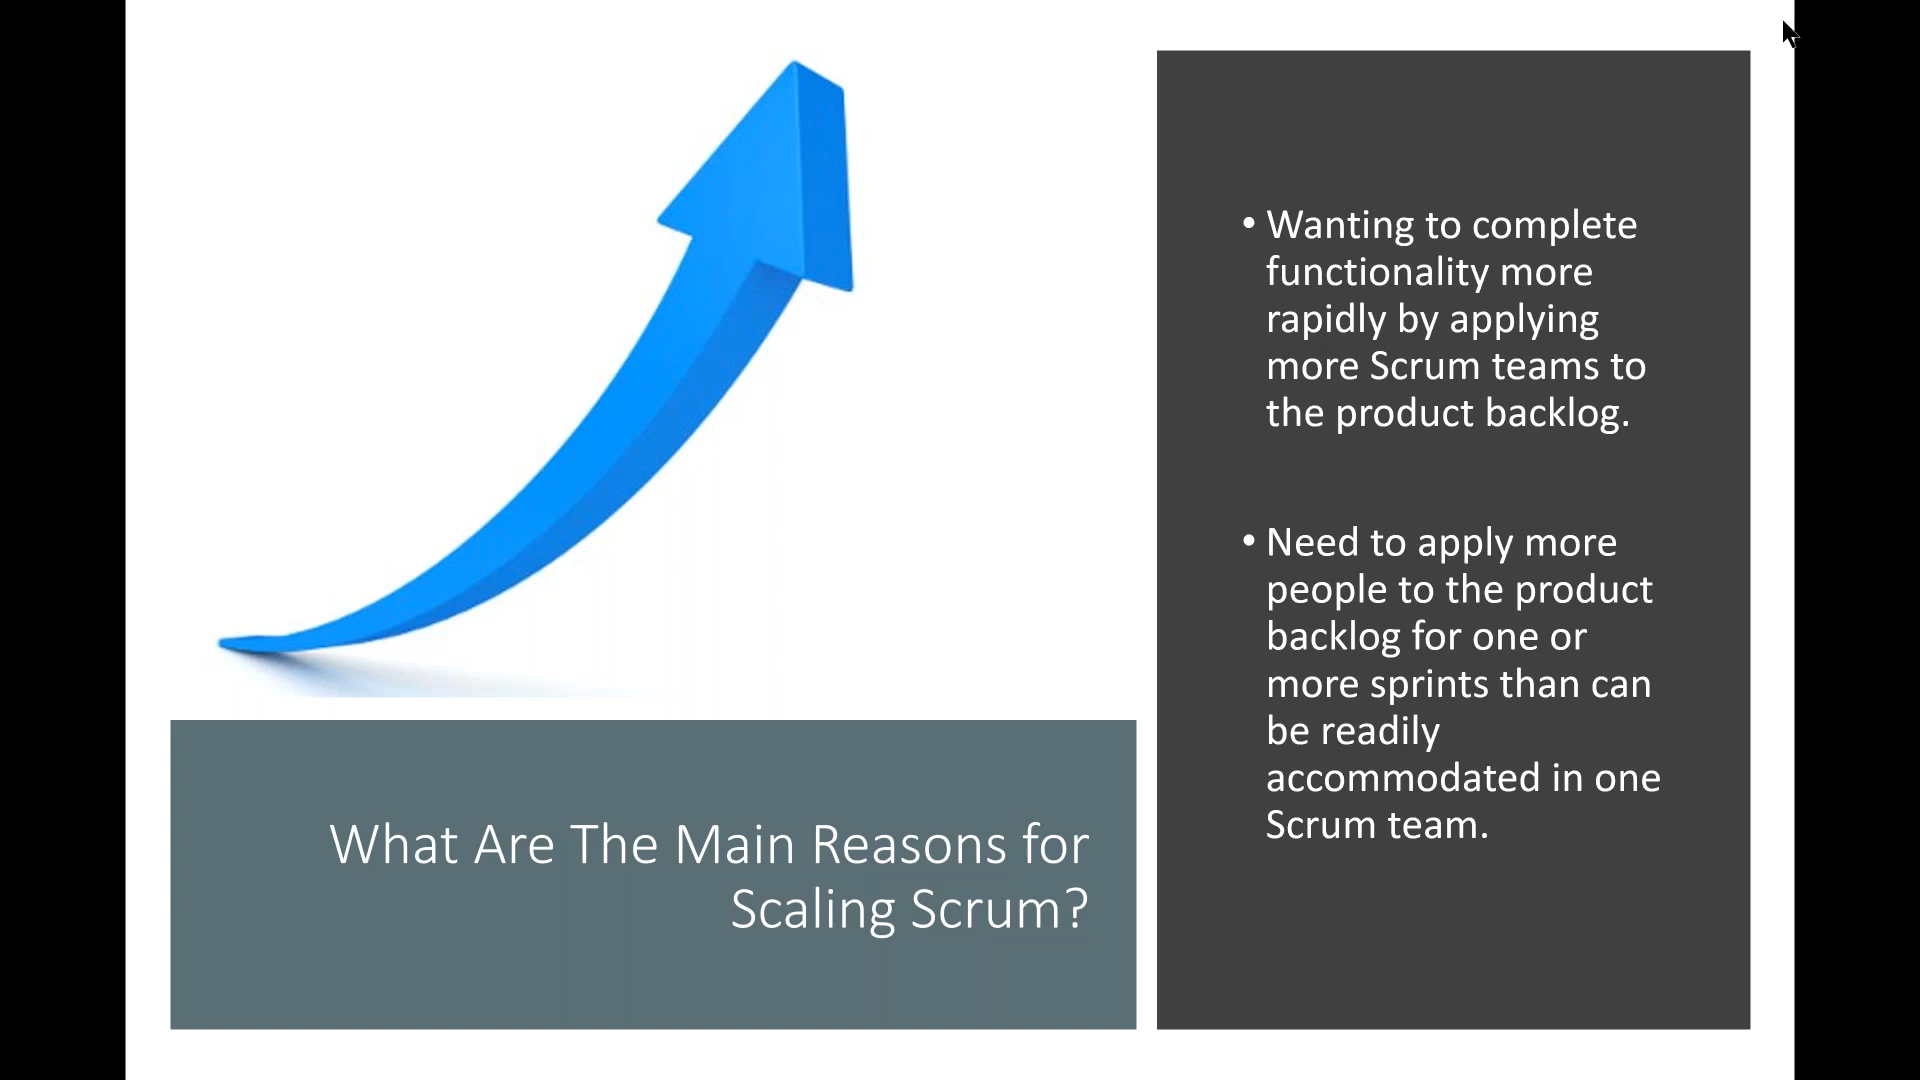 • Wanting to complete
functionality more
rapidly by applying
more Scrum teams to
the product backlog.
• Need to apply more
people to the product
backlog for one or
more sprints than can
be readily
accommodated in one
Scrum team.
What Are The Main Reasons for
Scaling Scrum?